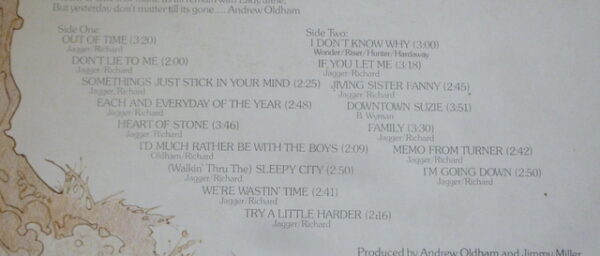 But yesterday don't matter till its gone.... Andrew Oldham
Side One:
OUT OF TIME (3:20)
Jagger/Richard
DON'T LIE TO ME (2:00)
Jagger/Richard
SOMETHINGS JUST STICK IN YOUR MIND (2:25)
Jagger/Richard
EACH AND EVERYDAY OF THE YEAR (2:48)
Jagger/Richard
HEART OF STONE (3:46)
Jagger/Richard
I'D MUCH RATHER BE WITH THE BOYS (2:09)
Oldham/Richard
(Walkin' Thru The) SLEEPY CITY (2:50)
Jagger/Richard
WE'RE WASTIN' TIME (2:41)
Jagger/Richard
TRY A LITTLE HARDER (2:16)
Jagger/Richard
Side Two:
I DON'T KNOW WHY (3:00)
Wonder/Riser/Hunter/Hardaway
IF YOU LET ME (3:18)
Jagger/Richard
JIVING SISTER FANNY (2:45)
Jagger/Richard
DOWNTOWN SUZIE (3:51)
B. Wyman
FAMILY (3:30)
Jagger/Richard
MEMO FROM TURNER (2:42)
Jagger/Richard
I'M GOING DOWN (2:50)
Jagger/Richard
Produced by Andrew Oldham and Jimmy Miller